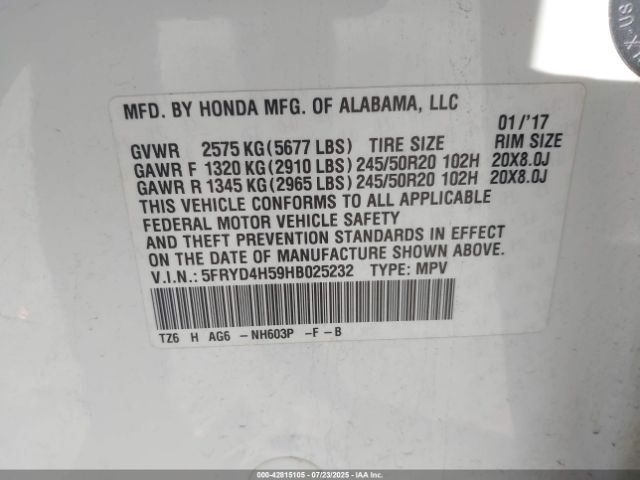 MFD. BY HONDA MFG. OF ALABAMA, LLC
01/'17
GVWR 2575 KG(5677 LBS) TIRE SIZE RIM SIZE
GAWR F 1320 KG(2910 LBS) 245/50R20 102H 20X8.0J
GAWR R 1345 KG(2965 LBS) 245/50R20 102H 20X8.0J
THIS VEHICLE CONFORMS TO ALL APPLICABLE
FEDERAL MOTOR VEHICLE SAFETY
AND THEFT PREVENTION STANDARDS IN EFFECT
ON THE DATE OF MANUFACTURE SHOWN ABOVE.
V.I.N.: 5FRYD4H59HB025232 TYPE: MPV
TZ6 H AG6 -NH603P -F-B
000-42815105 - 07/23/2025 - IAAI.com